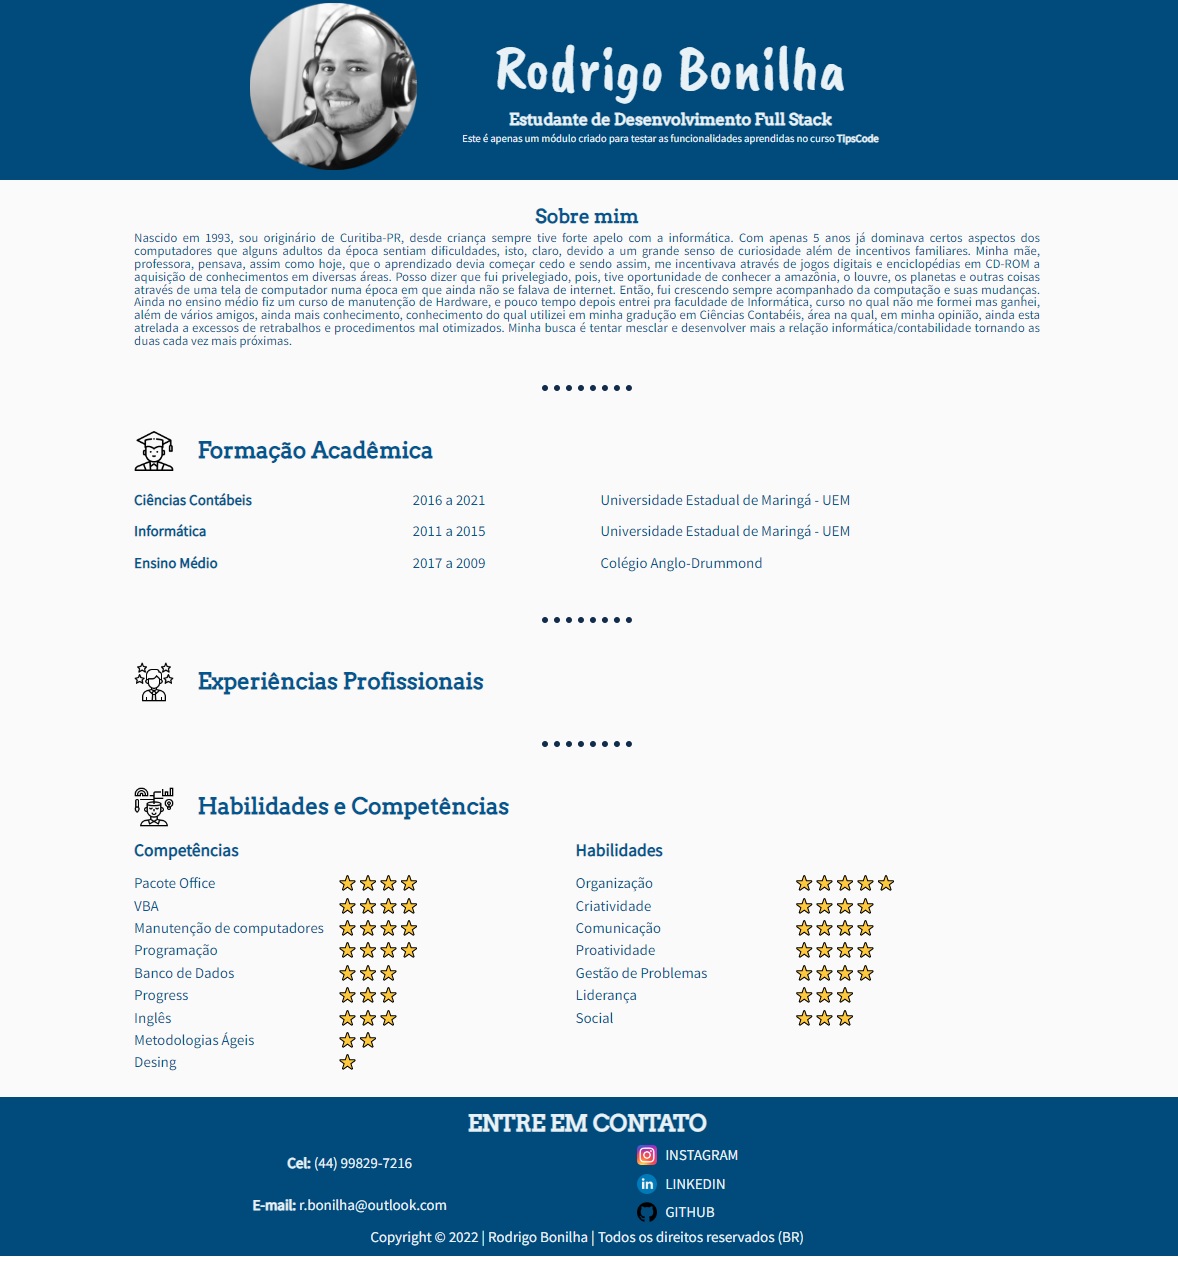 Rodrigo Bonilha
Estudante de Desenvolvimento Full Stack
Este é apenas um módulo criado para testar as funcionalidades aprendidas no curso TipsCode
Sobre mim
Nascido em 1993, sou originário de Curitiba-PR, desde criança sempre tive forte apelo com a informática. Com apenas 5 anos já dominava certos aspectos dos
computadores que alguns adultos da época sentiam dificuldades, isto, claro, devido a um grande senso de curiosidade além de incentivos familiares. Minha mãe,
professora, pensava, assim como hoje, que o aprendizado devia começar cedo e sendo assim, me incentivava através de jogos digitais e enciclopédias em CD-ROM a
aquisição de conhecimentos em diversas áreas. Posso dizer que fui privelegiado, pois, tive oportunidade de conhecer a amazônia, o louvre, os planetas e outras coisas
através de uma tela de computador numa época em que ainda não se falava de internet. Então, fui crescendo sempre acompanhado da computação e suas mudanças.
Ainda no ensino médio fiz um curso de manutenção de Hardware, e pouco tempo depois entrei pra faculdade de Informática, curso no qual não me formei mas ganhei,
além de vários amigos, ainda mais conhecimento, conhecimento do qual utilizei em minha gradução em Ciências Contabéis, área na qual, em minha opinião, ainda esta
atrelada a excessos de retrabalhos e procedimentos mal otimizados. Minha busca é tentar mesclar e desenvolver mais a relação informática/contabilidade tornando as
duas cada vez mais próximas.
Formação Acadêmica
Ciências Contábeis 2016 a 2021 Universidade Estadual de Maringá - UEM
Informática 2011 a 2015 Universidade Estadual de Maringá - UEM
Ensino Médio 2017 a 2009 Colégio Anglo-Drummond
Experiências Profissionais
Habilidades e Competências
Competências
Pacote Office
VBA
Manutenção de computadores
Programação
Banco de Dados
Progress
Inglês
Metodologias Ágeis
Desing
Habilidades
Organização
Criatividade
Comunicação
Proatividade
Gestão de Problemas
Liderança
Social
ENTRE EM CONTATO
Cel: (44) 99829-7216
E-mail: r.bonilha@outlook.com
INSTAGRAM
LINKEDIN
GITHUB
Copyright © 2022 | Rodrigo Bonilha | Todos os direitos reservados (BR)